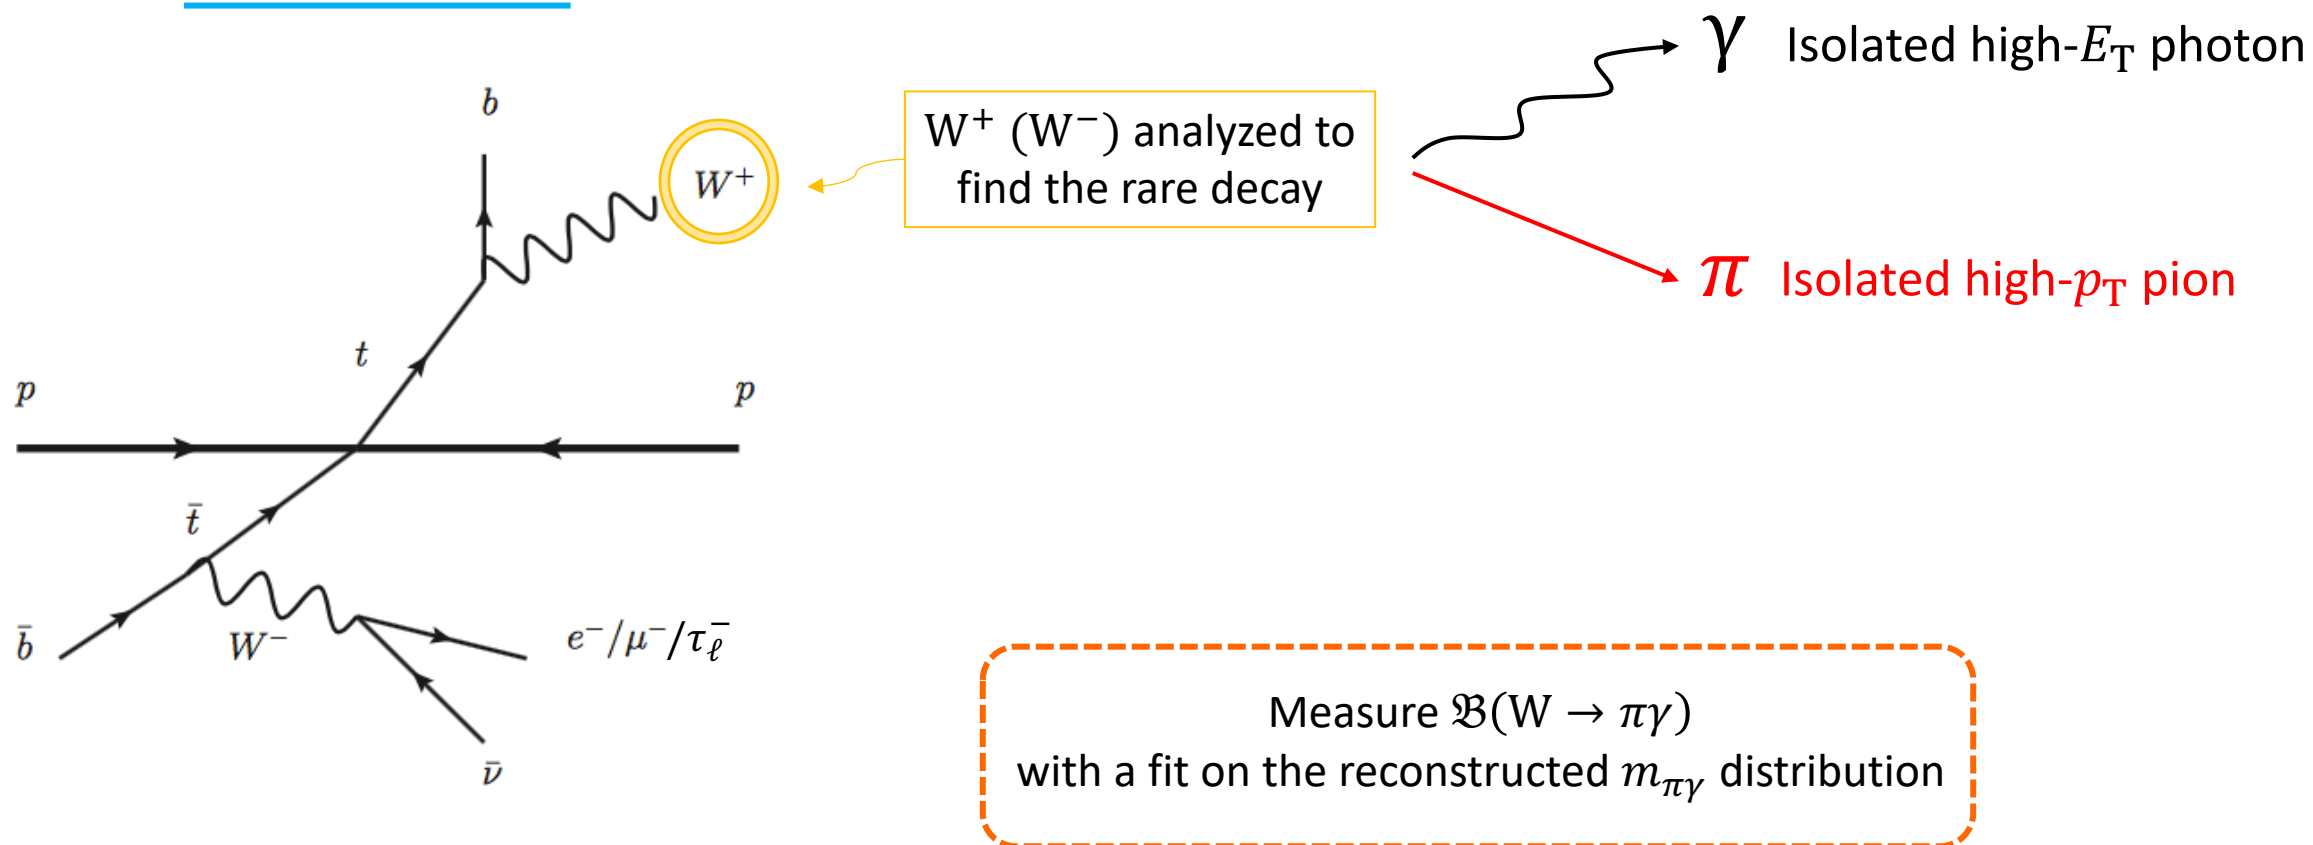 γ Isolated high-E_T photon
b
W⁺
W⁺ (W⁻) analyzed to
find the rare decay
π Isolated high-p_T pion
t
p
p
t̄
b̄
W⁻
e⁻/μ⁻/τ_ℓ⁻
ν̄
Measure 𝔅(W → πγ)
with a fit on the reconstructed m_πγ distribution